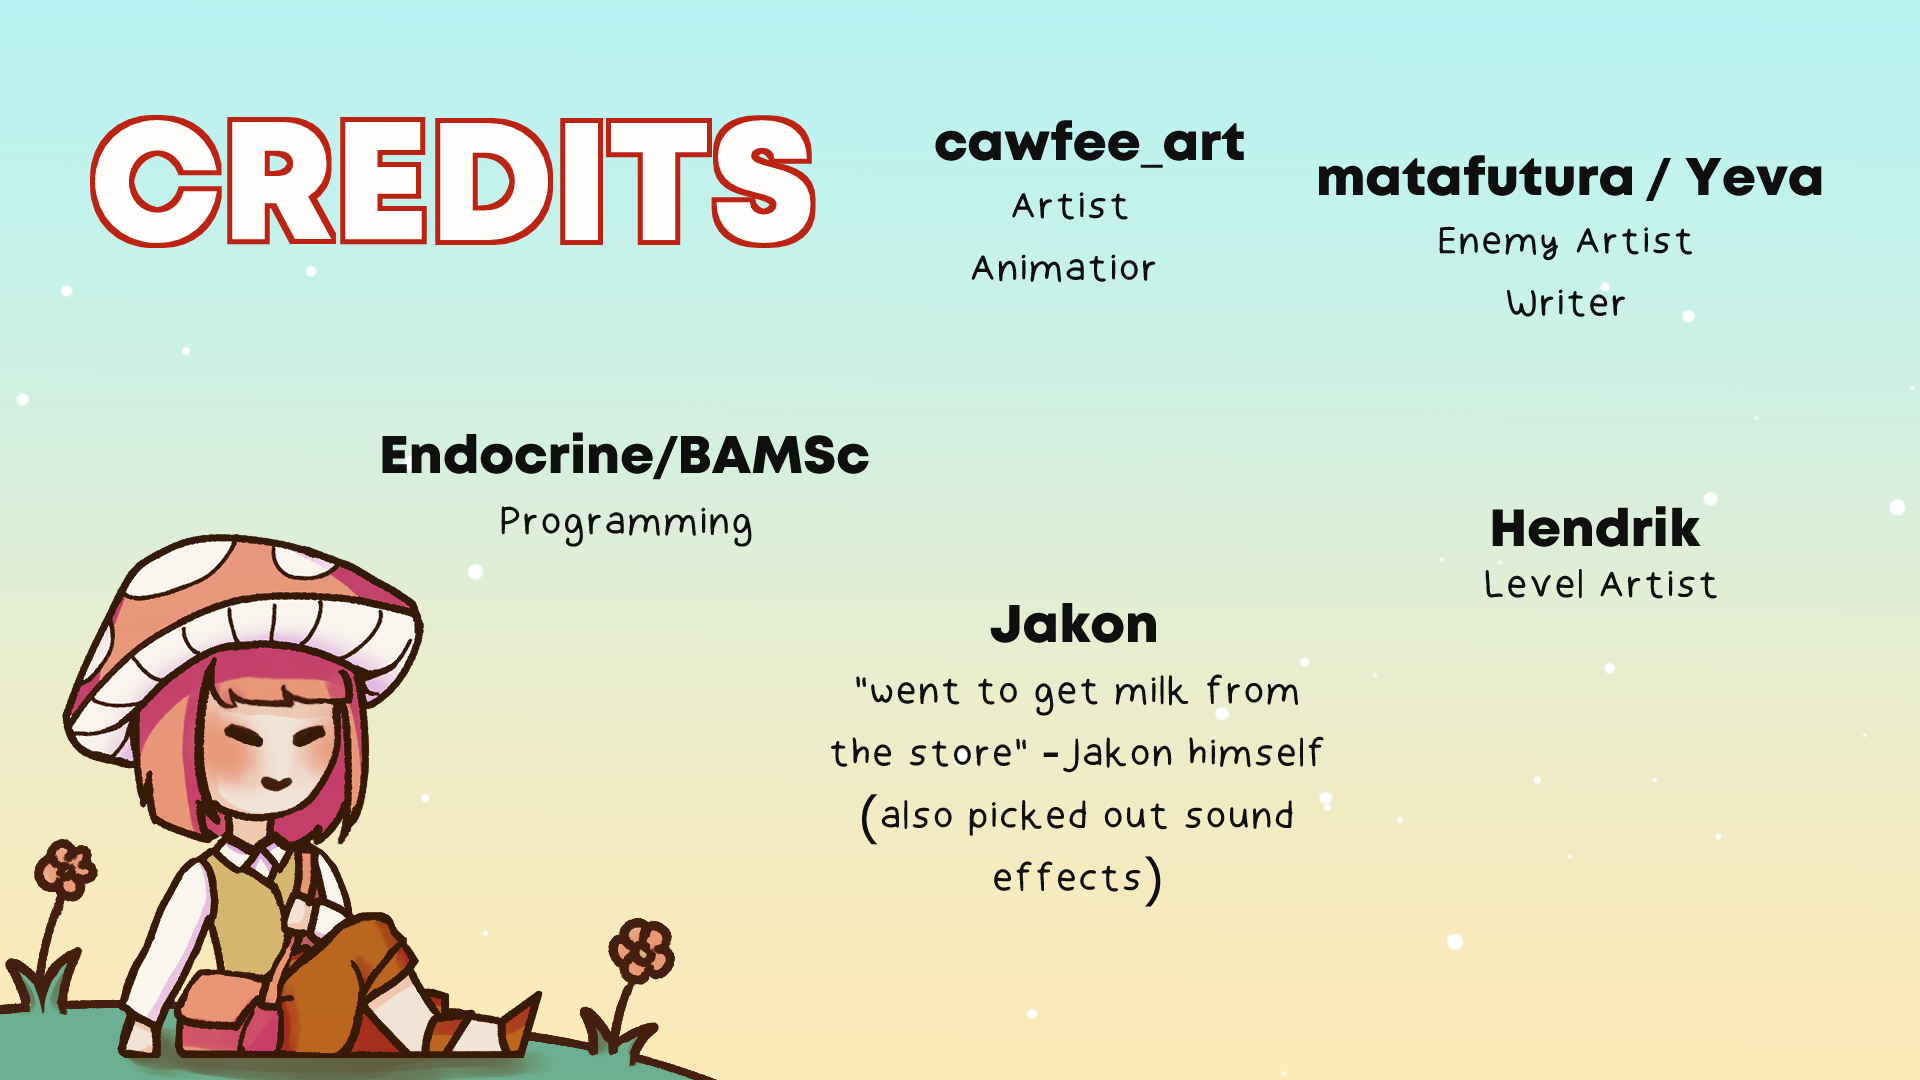 CREDITS
cawfee_art
Artist
Animatior
matafutura / Yeva
Enemy Artist
Writer
Endocrine/BAMSc
Programming
Hendrik
Level Artist
Jakon
"went to get milk from
the store" - Jakon himself
(also picked out sound
effects)